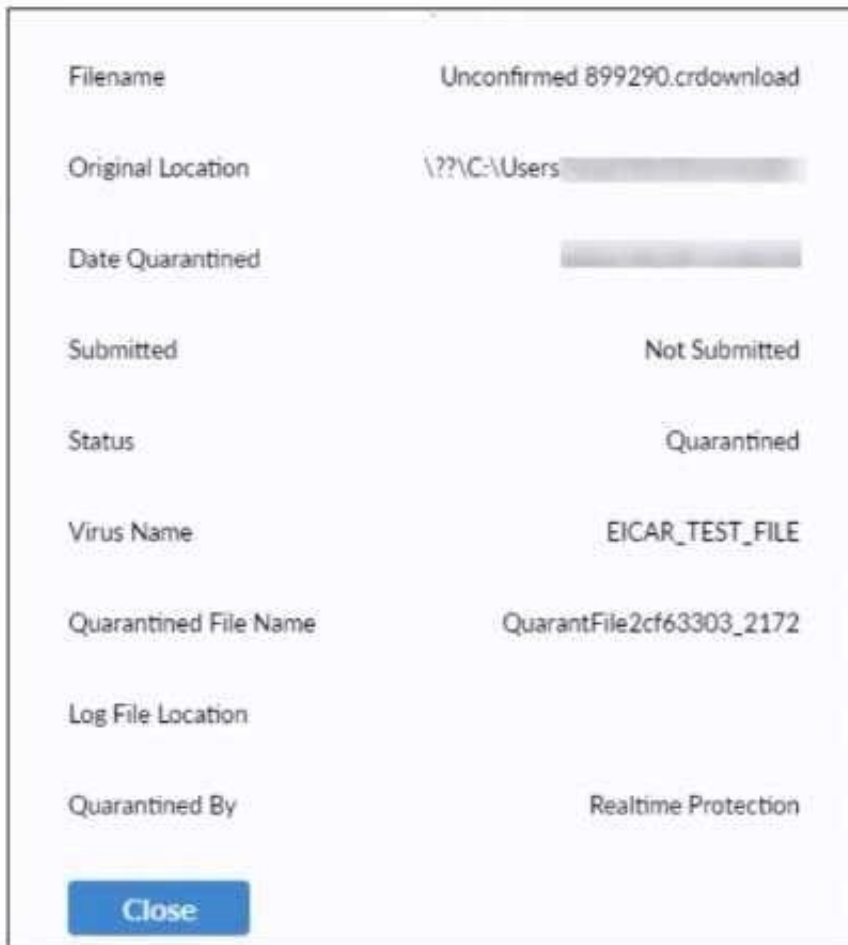 Filename Unconfirmed 899290.crdownload
Original Location \??\C:\Users
Date Quarantined
Submitted Not Submitted
Status Quarantined
Virus Name EICAR_TEST_FILE
Quarantined File Name QuarantFile2cf63303_2172
Log File Location
Quarantined By Realtime Protection
Close